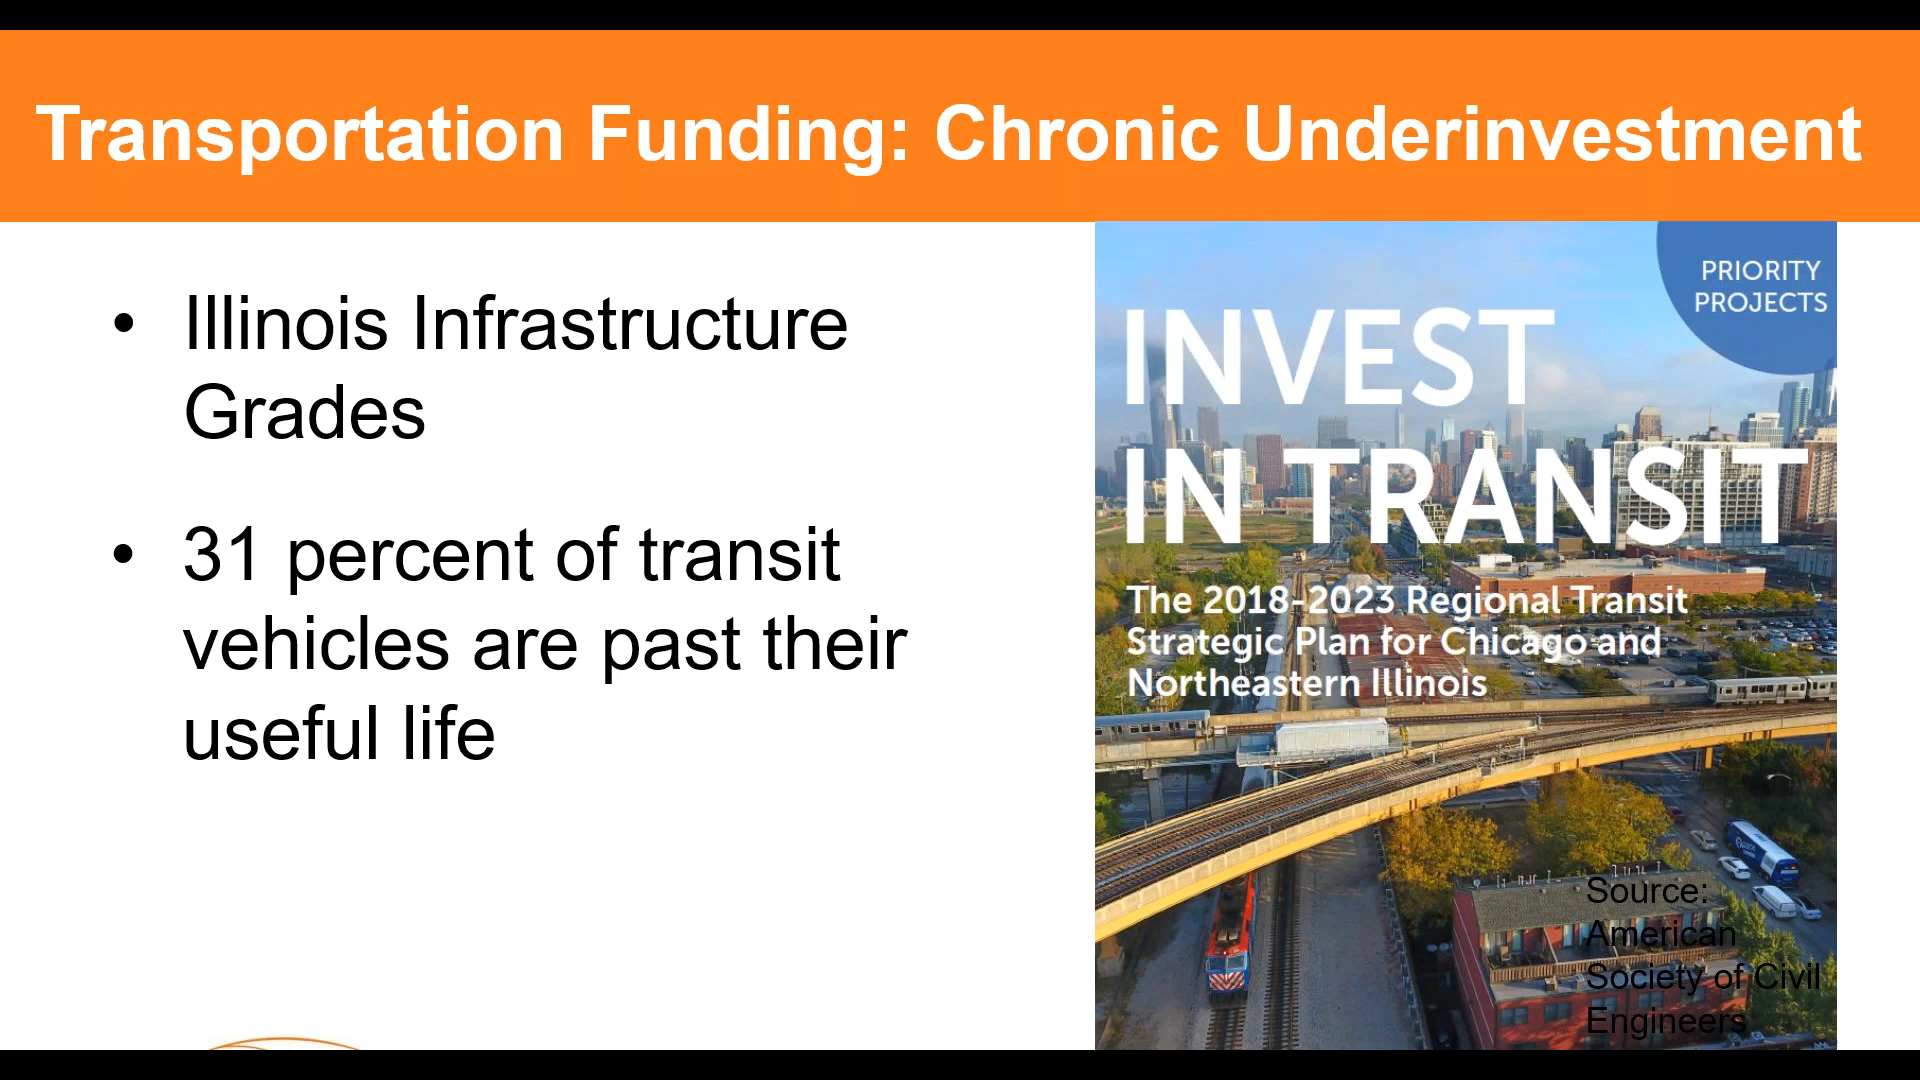 Transportation Funding: Chronic Underinvestment
• Illinois Infrastructure
Grades
• 31 percent of transit
vehicles are past their
useful life
PRIORITY
PROJECTS
INVEST
IN TRANSIT
The 2018-2023 Regional Transit
Strategic Plan for Chicago and
Northeastern Illinois
Source:
American
Society of Civil
Engineers